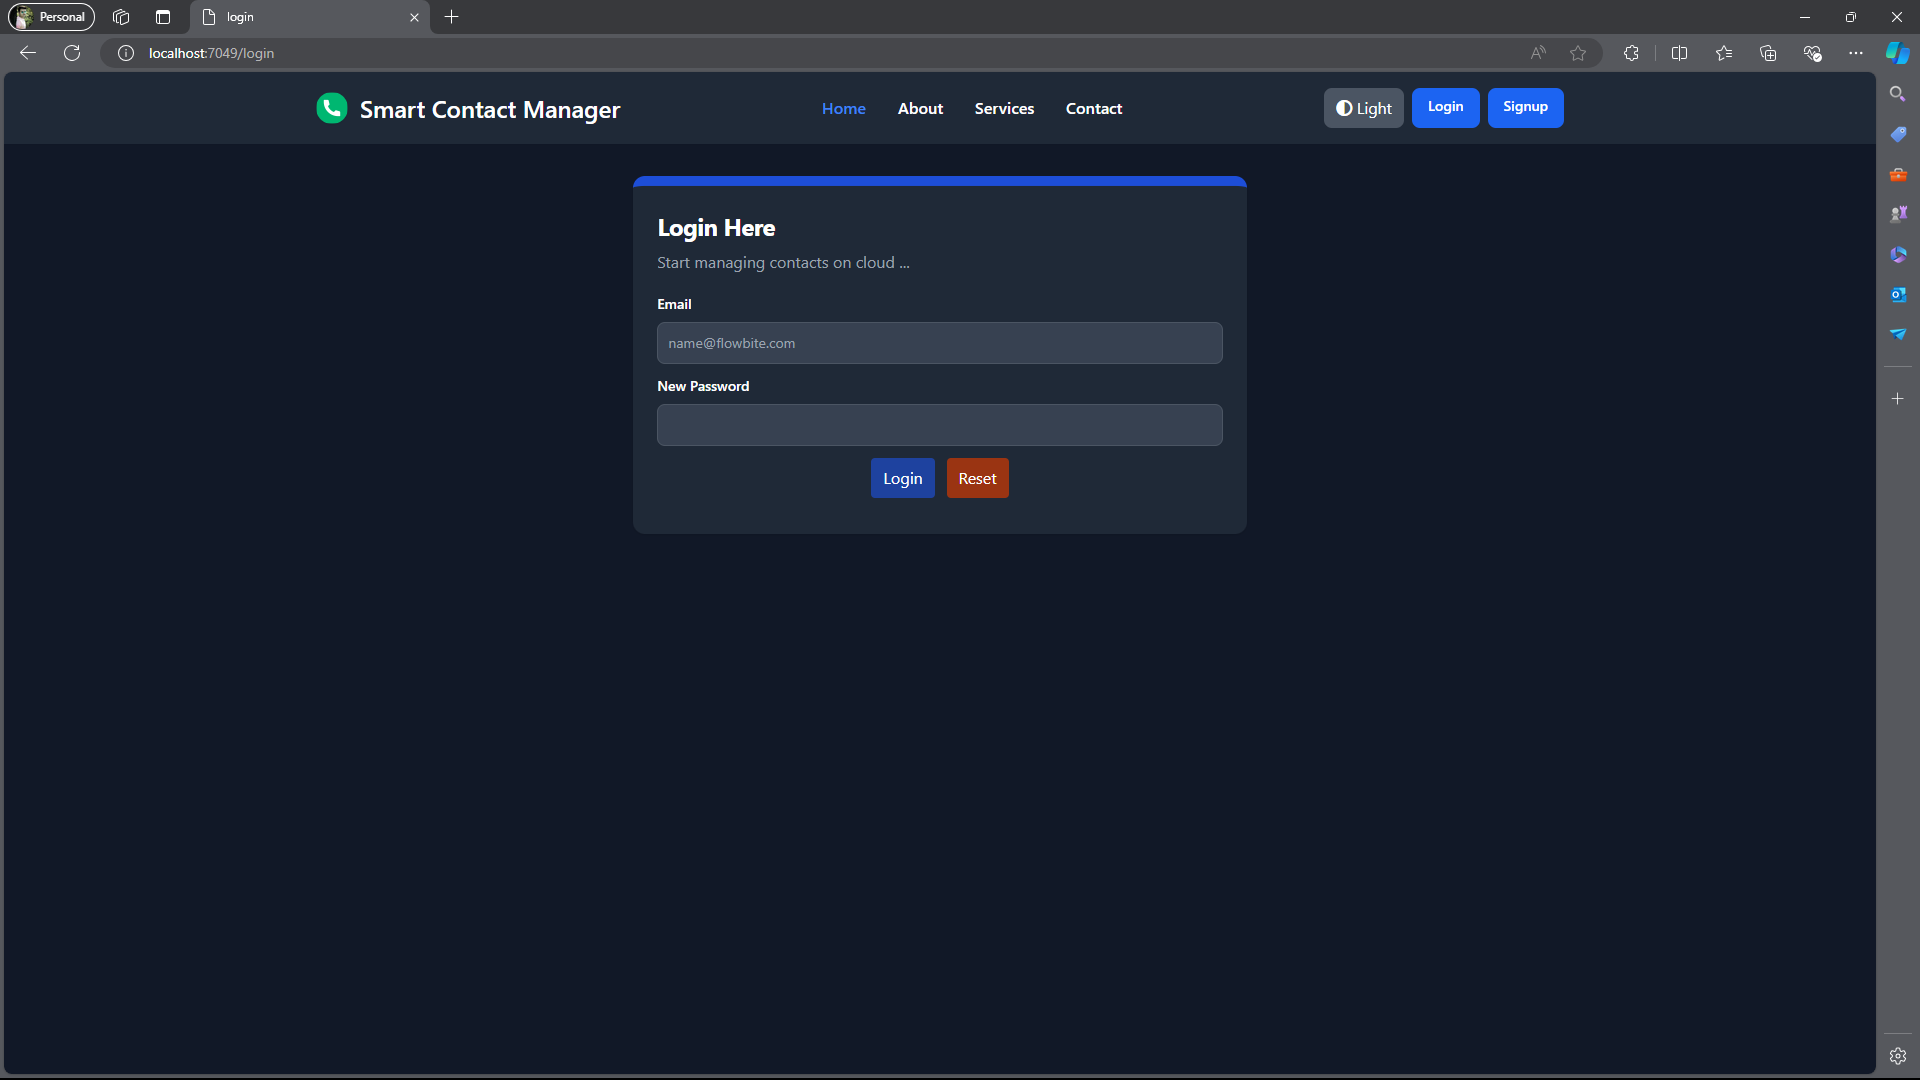 Personal
login
localhost:7049/login
Smart Contact Manager
Home About Services Contact
Light Login Signup
Login Here
Start managing contacts on cloud ...
Email
name@flowbite.com
New Password
Login Reset